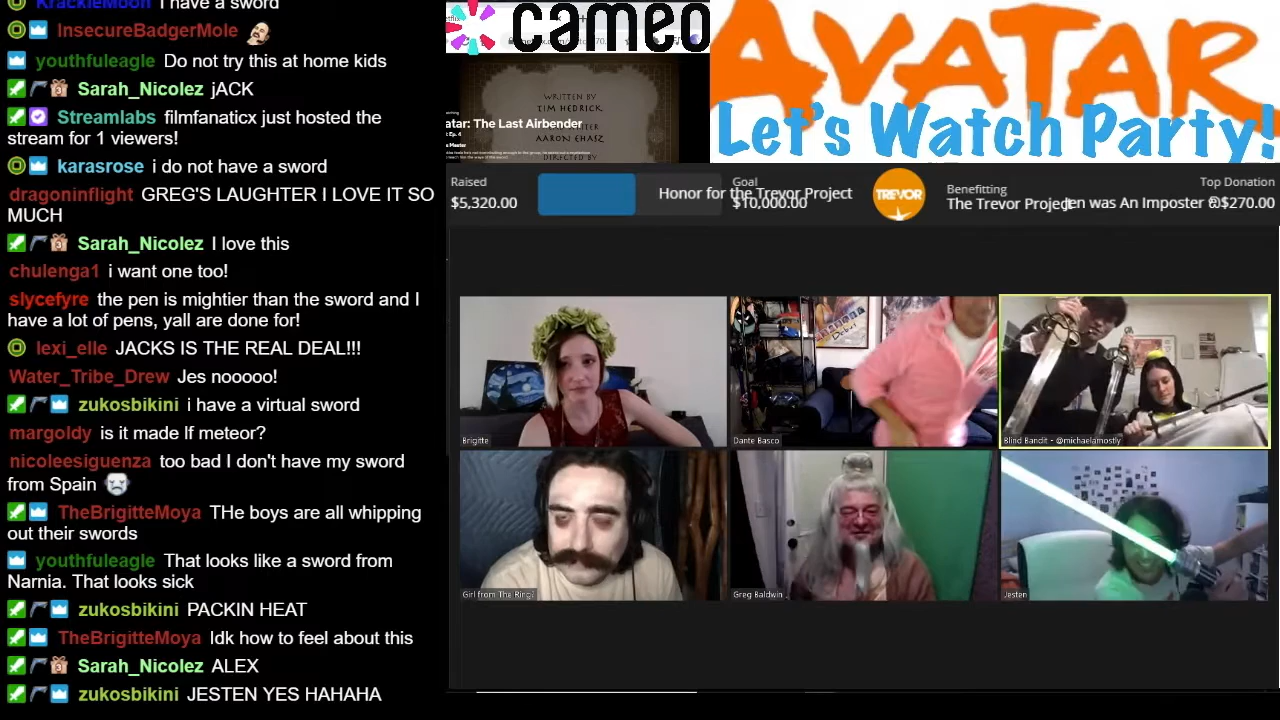 KrackleMoon I have a sword
InsecureBadgerMole
youthfuleagle Do not try this at home kids
Sarah_Nicolez jACK
Streamlabs filmfanaticx just hosted the
stream for 1 viewers!
karasrose i do not have a sword
dragoninflight GREG'S LAUGHTER I LOVE IT SO
MUCH
Sarah_Nicolez I love this
chulenga1 i want one too!
slycefyre the pen is mightier than the sword and I
have a lot of pens, yall are done for!
lexi_elle JACKS IS THE REAL DEAL!!!
Water_Tribe_Drew Jes nooooo!
zukosbikini i have a virtual sword
margoldy is it made lf meteor?
nicoleesiguenza too bad I don't have my sword
from Spain
TheBrigitteMoya THe boys are all whipping
out their swords
youthfuleagle That looks like a sword from
Narnia. That looks sick
zukosbikini PACKIN HEAT
TheBrigitteMoya Idk how to feel about this
Sarah_Nicolez ALEX
zukosbikini JESTEN YES HAHAHA
cameo
WRITTEN BY
TIM HEDRICK
atar: The Last Airbender
AARON EHASZ
DIRECTED BY
AVATAR
Let's Watch Party!
Raised
$5,320.00
Honor for the Trevor Project
Goal
$10,000.00
TREVOR
Benefitting
The Trevor Project
Top Donation
Jen was An Imposter
$270.00
Brigitte
Dante Basco
Blind Bandit - @michaelamostly
Girl from The Ring?
Greg Baldwin
Jesten